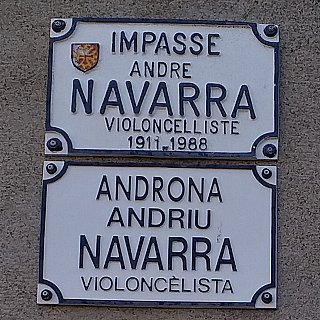 IMPASSE
ANDRE
NAVARRA
VIOLONCELLISTE
1911-1988
ANDRONA
ANDRIU
NAVARRA
VIOLONCÈLISTA